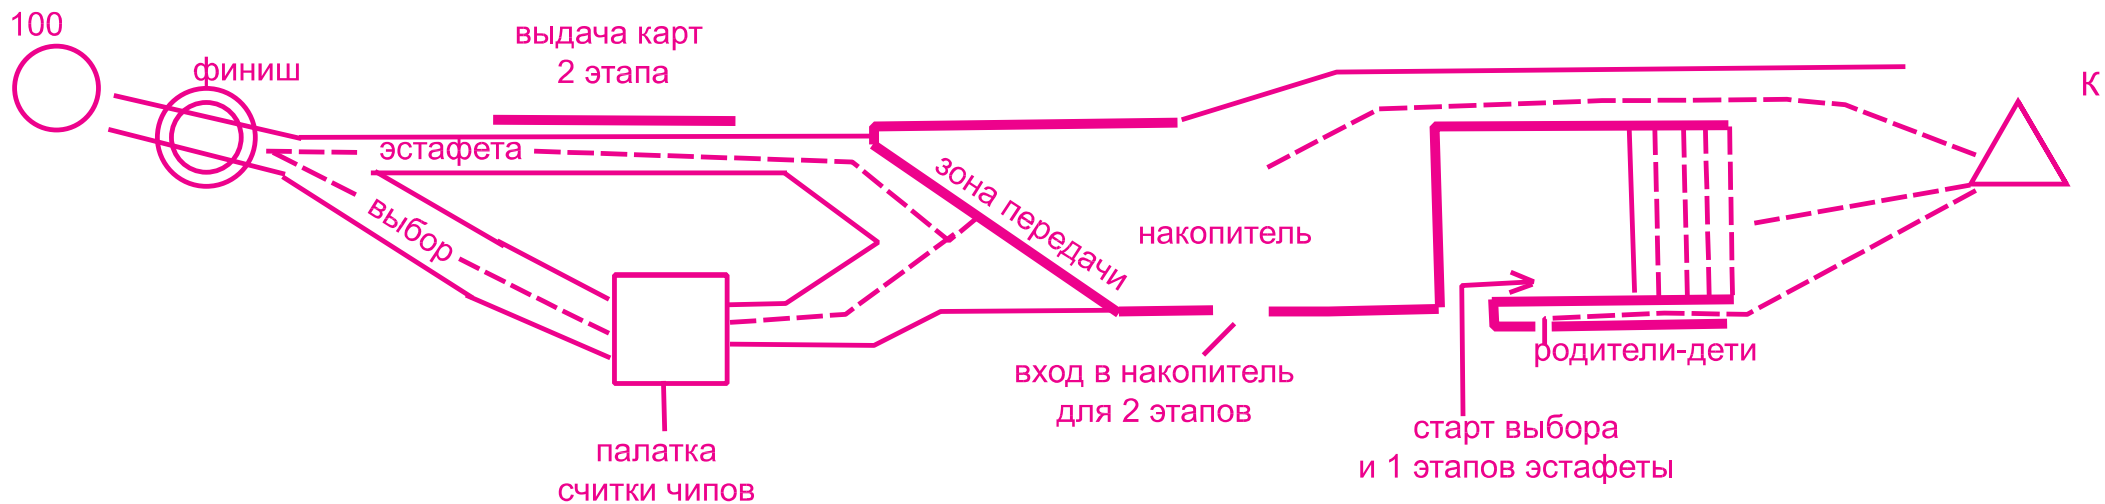 100
финиш
выдача карт
2 этапа
К
эстафета
выбор
зона передачи
накопитель
вход в накопитель
для 2 этапов
родители-дети
старт выбора
и 1 этапов эстафеты
палатка
считки чипов